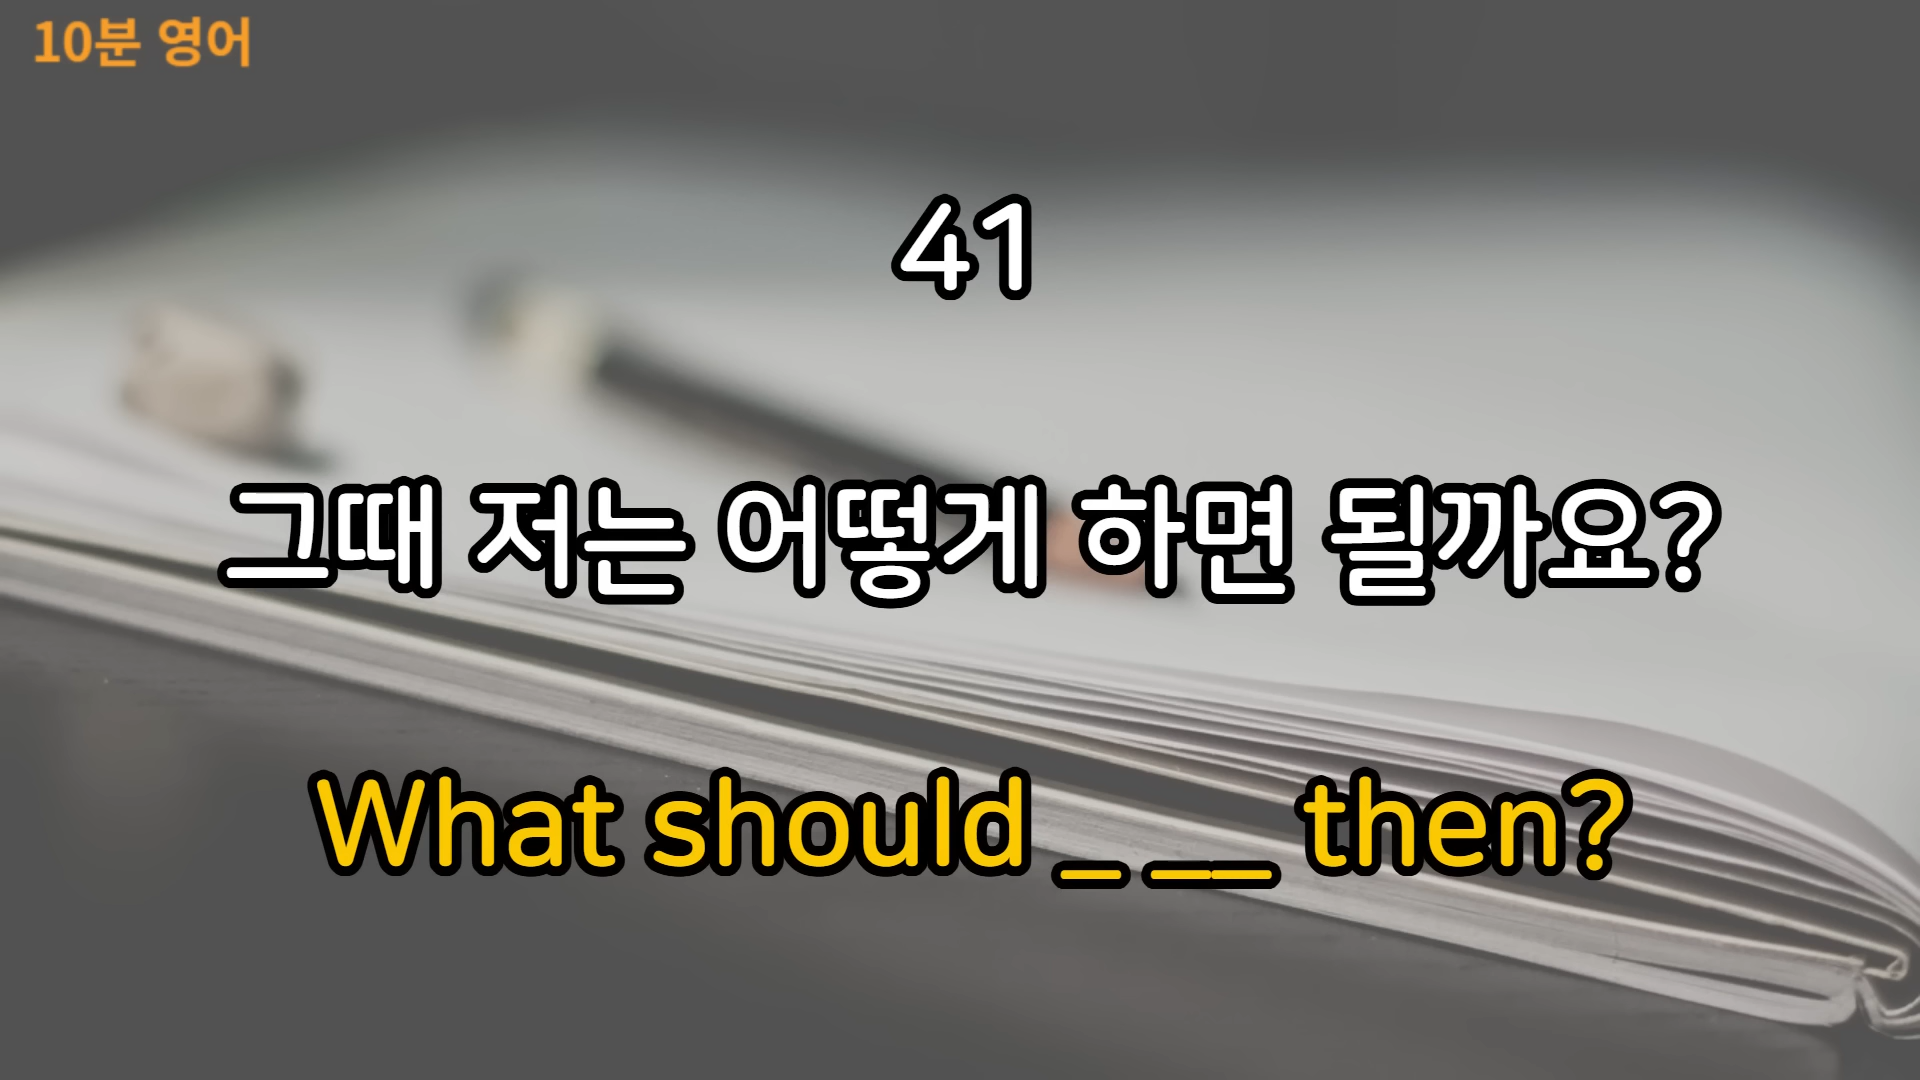 10분 영어
41
그때 저는 어떻게 하면 될까요?
What should _ __ then?